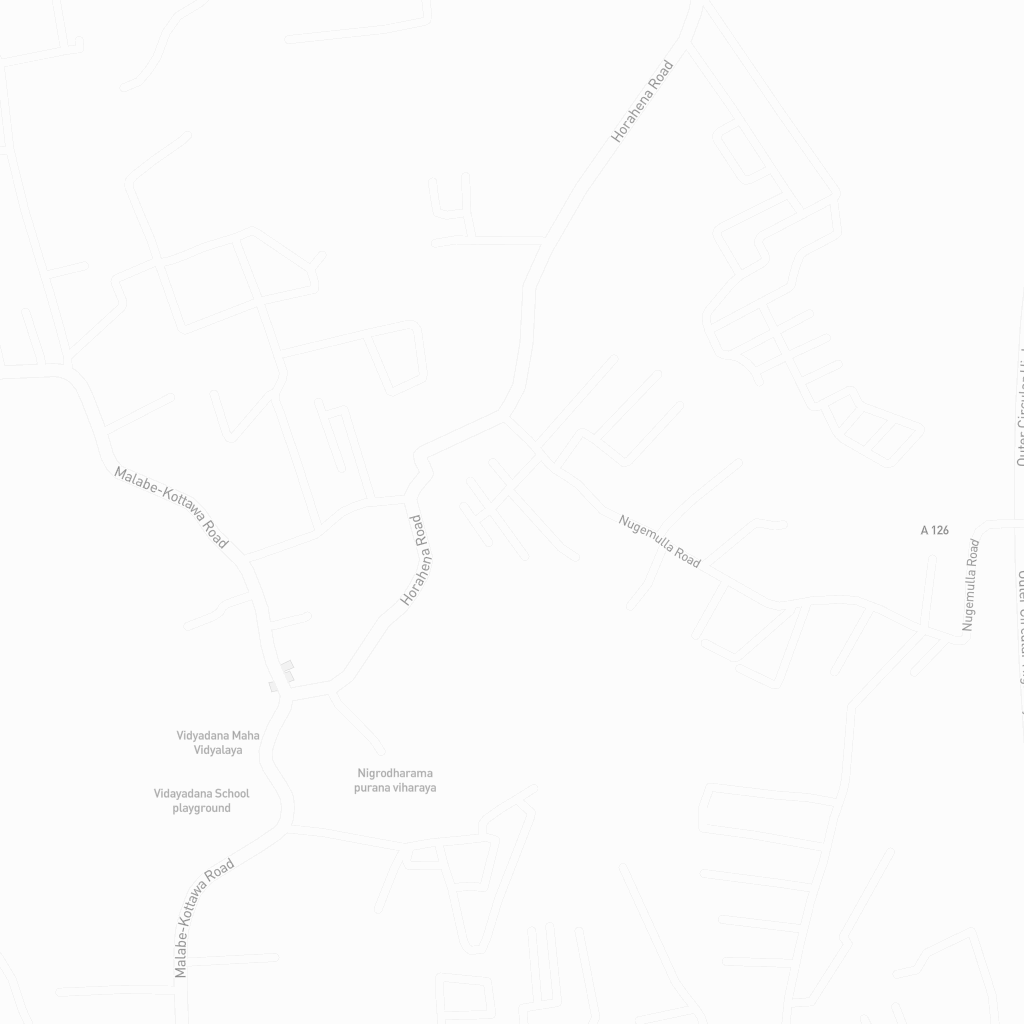 Horahena Road
Malabe-Kottawa Road
Horahena Road
Nugemulla Road
A 126
Nugemulla Road
Vidyadana Maha
Vidyalaya
Nigrodharama
purana viharaya
Vidayadana School
playground
Malabe-Kottawa Road